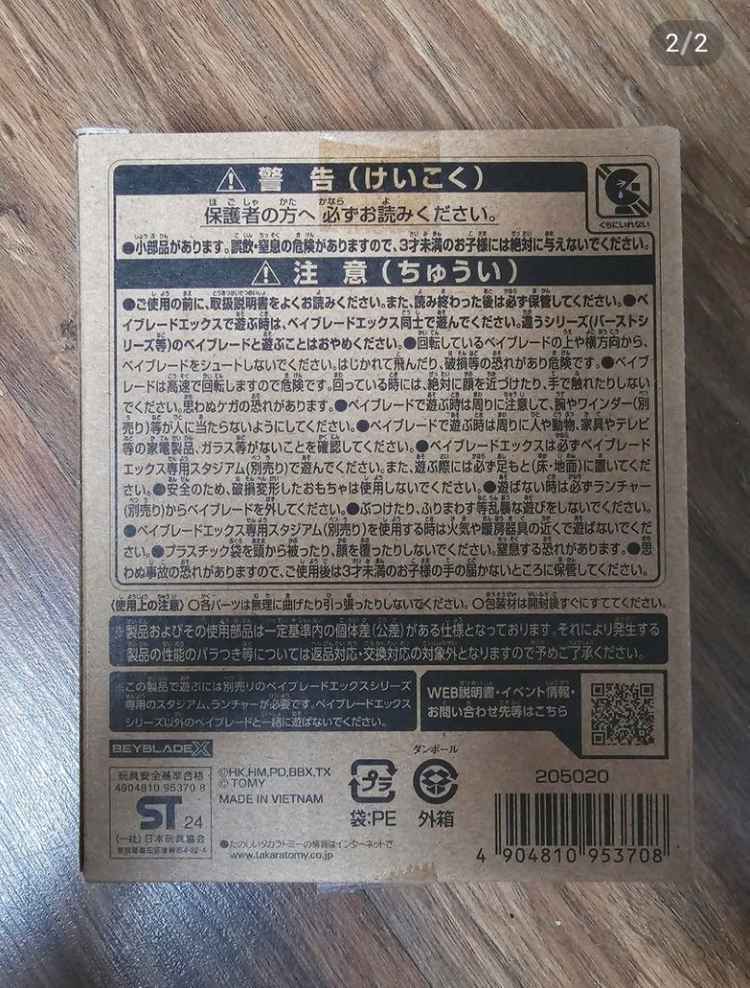 2/2
⚠ 警告(けいこく)
保護者の方へ 必ずお読みください。
くちにいれない
●小部品があります。誤飲・窒息の危険がありますので、3才未満のお子様には絶対に与えないでください。
⚠ 注意(ちゅうい)
●ご使用の前に、取扱説明書をよくお読みください。また、読み終わった後は必ず保管してください。●ベ
イブレードエックスで遊ぶ時は、ベイブレードエックス同士で遊んでください。違うシリーズ(バーストシ
リーズ等)のベイブレードと遊ぶことはおやめください。●回転しているベイブレードの上や横方向から、
ベイブレードをシュートしないでください。はじかれて飛んだり、破損等の恐れがあり危険です。●ベイブ
レードは高速で回転しますので危険です。回っている時には、絶対に顔を近づけたり、手で触れたりしない
でください。思わぬケガの恐れがあります。●ベイブレードで遊ぶ時は周りに注意して、腕やワインダー(別
売り)等が人に当たらないようにしてください。●ベイブレードで遊ぶ時は周りに人や動物、家具やテレビ
等の家電製品、ガラス等がないことを確認してください。●ベイブレードエックスは必ずベイブレード
エックス専用スタジアム(別売り)で遊んでください。また、遊ぶ際には必ず足もと(床・地面)に置いてくだ
さい。●安全のため、破損変形したおもちゃは使用しないでください。●遊ばない時は必ずランチャー
(別売り)からベイブレードを外してください。●ぶつけたり、ふりまわす等乱暴な遊びをしないでください。
●ベイブレードエックス専用スタジアム(別売り)を使用する時は火気や暖房器具の近くで遊ばないでくだ
さい。●プラスチック袋を頭から被ったり、顔を覆ったりしないでください。窒息する恐れがあります。●思
わぬ事故の恐れがありますので、ご使用後は3才未満のお子様の手の届かないところに保管してください。
〈使用上の注意〉○各パーツは無理に曲げたり引っ張ったりしないでください。○包装材は開封後すぐにすててください。
※製品およびその使用部品は一定基準内の個体差(公差)がある仕様となっております。それにより発生する
製品の性能のバラつき等については返品対応・交換対応の対象外となりますので予めご了承ください。
※この製品で遊ぶには別売りのベイブレードエックスシリーズ
専用のスタジアム、ランチャーが必要です。ベイブレードエックス
シリーズ以外のベイブレードと一緒に遊ばないでください。
WEB説明書・イベント情報・
お問い合わせ先等はこちら
BEYBLADE X
玩具安全基準合格
4904810 95370 8
ST 24
(一社)日本玩具協会
©HK,HM,PD,BBX,TX
© TOMY
MADE IN VIETNAM
●たのしいタカラトミーの情報はインターネットで
www.takaratomy.co.jp
プラ
袋:PE
ダンボール
外箱
205020
4 904810 953708